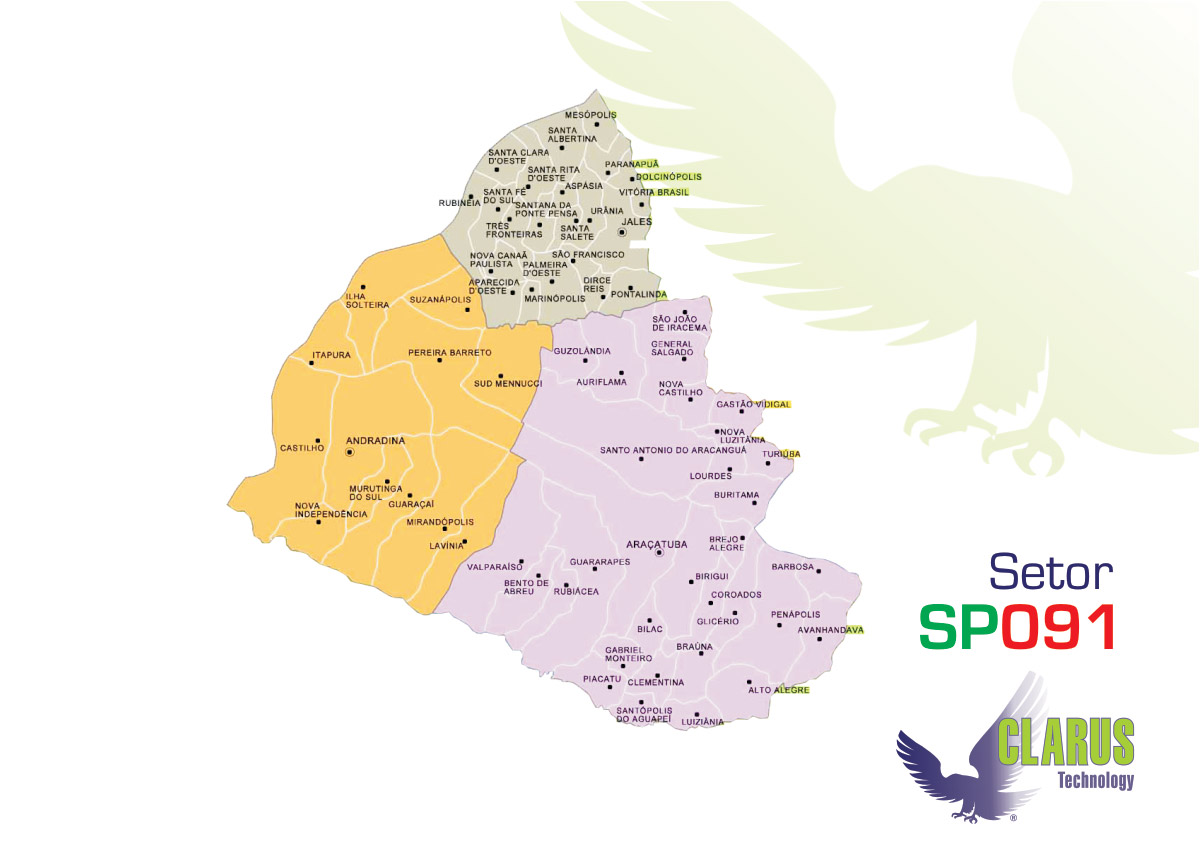 MESÓPOLIS
SANTA
ALBERTINA
SANTA CLARA
D'OESTE
PARANAPUÃ
SANTA RITA
D'OESTE
DOLCINÓPOLIS
ASPÁSIA
VITÓRIA BRASIL
SANTA FÉ
DO SUL
RUBINÉIA
SANTANA DA
PONTE PENSA
URÂNIA
JALES
TRÊS
FRONTEIRAS
SANTA
SALETE
NOVA CANAÃ
PAULISTA
SÃO FRANCISCO
PALMEIRA
D'OESTE
APARECIDA
D'OESTE
DIRCE
REIS
MARINÓPOLIS
PONTALINDA
ILHA
SOLTEIRA
SUZANÁPOLIS
ITAPURA
PEREIRA BARRETO
SUD MENNUCCI
CASTILHO
ANDRADINA
MURUTINGA
DO SUL
GUARAÇAÍ
NOVA
INDEPENDÊNCIA
MIRANDÓPOLIS
LAVÍNIA
SÃO JOÃO
DE IRACEMA
GUZOLÂNDIA
GENERAL
SALGADO
AURIFLAMA
NOVA
CASTILHO
GASTÃO VIDIGAL
NOVA
LUZITÂNIA
SANTO ANTONIO DO ARACANGUÁ
TURIÚBA
LOURDES
BURITAMA
ARAÇATUBA
BREJO
ALEGRE
VALPARAÍSO
GUARARAPES
BARBOSA
BENTO DE
ABREU
RUBIÁCEA
BIRIGUI
COROADOS
GLICÉRIO
PENÁPOLIS
BILAC
AVANHANDAVA
BRAÚNA
GABRIEL
MONTEIRO
PIACATU
CLEMENTINA
ALTO ALEGRE
SANTÓPOLIS
DO AGUAPEÍ
LUIZIÂNIA
Setor
SP091
CLARUS
Technology
®